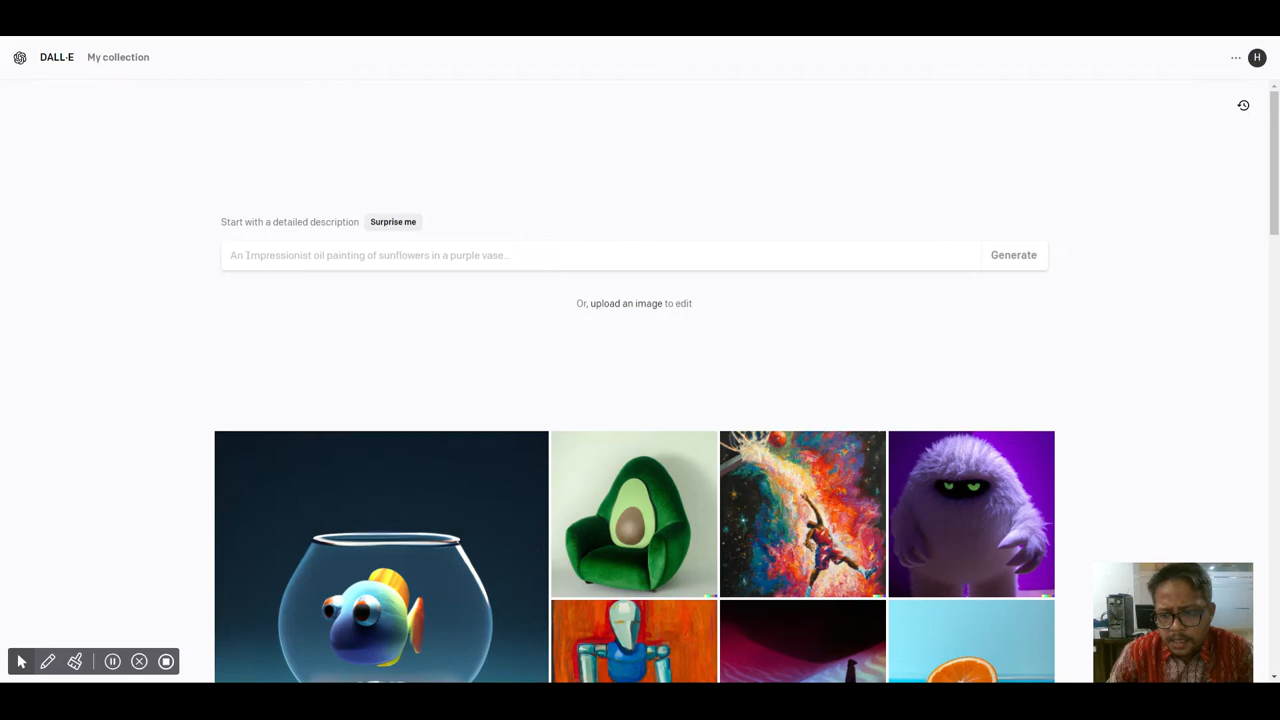 DALL·E My collection
H
Start with a detailed description Surprise me
An Impressionist oil painting of sunflowers in a purple vase...
Generate
Or, upload an image to edit